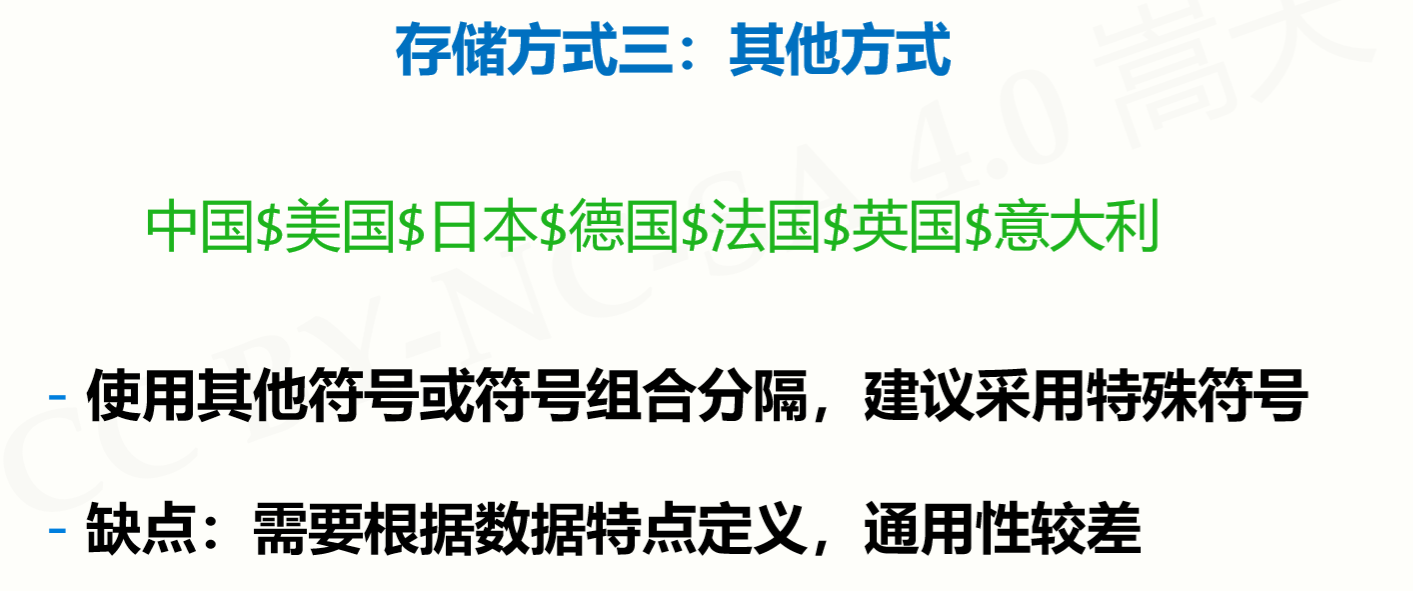 存储方式三：其他方式
中国$美国$日本$德国$法国$英国$意大利
- 使用其他符号或符号组合分隔，建议采用特殊符号
- 缺点：需要根据数据特点定义，通用性较差
CC BY-NC-SA 4.0 嵩天